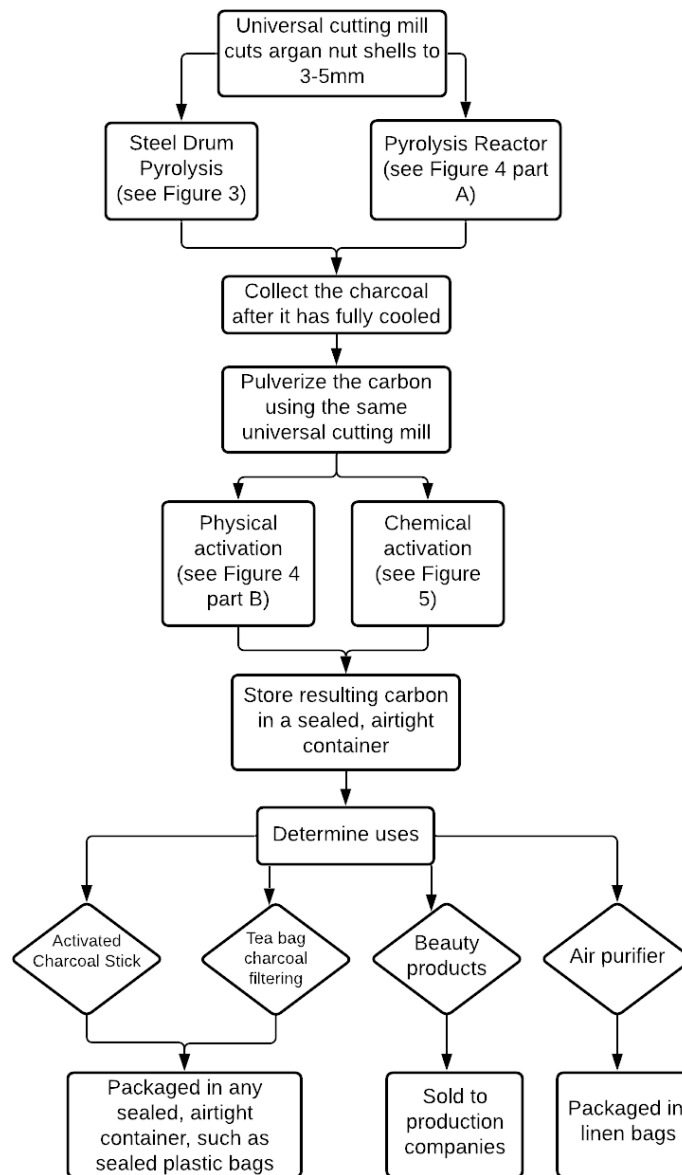 Universal cutting mill
cuts argan nut shells to
3-5mm
Steel Drum
Pyrolysis
(see Figure 3)
Pyrolysis Reactor
(see Figure 4 part
A)
Collect the charcoal
after it has fully cooled
Pulverize the carbon
using the same
universal cutting mill
Physical
activation
(see Figure 4
part B)
Chemical
activation
(see Figure
5)
Store resulting carbon
in a sealed, airtight
container
Determine uses
Activated
Charcoal Stick
Tea bag
charcoal
filtering
Beauty
products
Air purifier
Packaged in any
sealed, airtight
container, such as
sealed plastic bags
Sold to
production
companies
Packaged in
linen bags